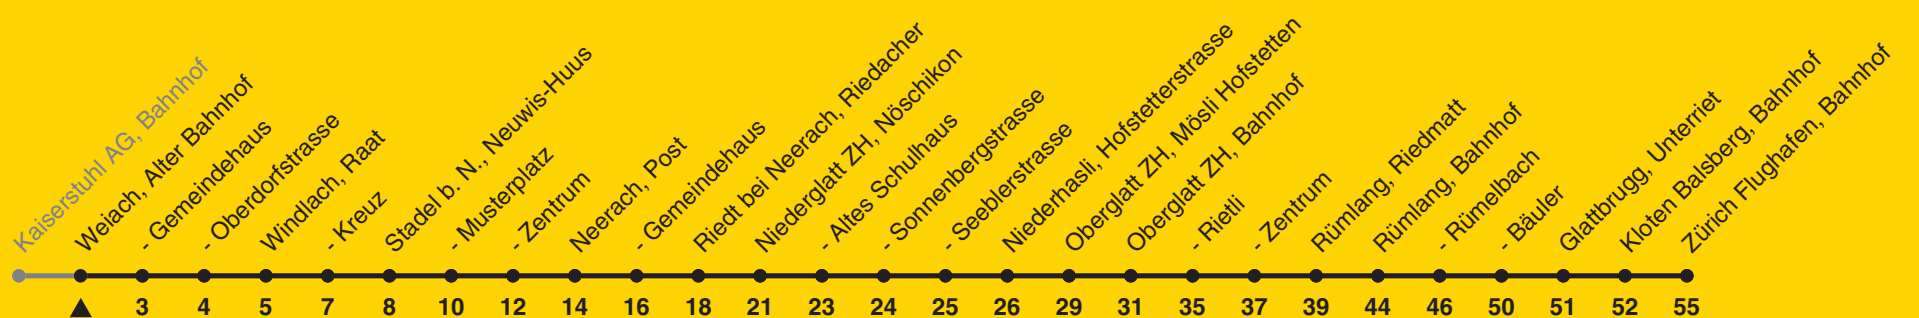 Kaiserstuhl AG, Bahnhof
Weiach, Alter Bahnhof
- Gemeindehaus
- Oberdorfstrasse
Windlach, Raat
- Kreuz
Stadel b. N., Neuwis-Huus
- Musterplatz
- Zentrum
Neerach, Post
- Gemeindehaus
Riedt bei Neerach, Riedacher
Niederglatt ZH, Nöschikon
- Altes Schulhaus
- Sonnenbergstrasse
- Seeblerstrasse
Niederhasli, Hofstetterstrasse
Oberglatt ZH, Mösli Hofstetten
Oberglatt ZH, Bahnhof
- Rietli
- Zentrum
Rümlang, Riedmatt
Rümlang, Bahnhof
- Rümelbach
- Bäuler
Glattbrugg, Unterriet
Kloten Balsberg, Bahnhof
Zürich Flughafen, Bahnhof
3 4 5 7 8 10 12 14 16 18 21 23 24 25 26 29 31 35 37 39 44 46 50 51 52 55